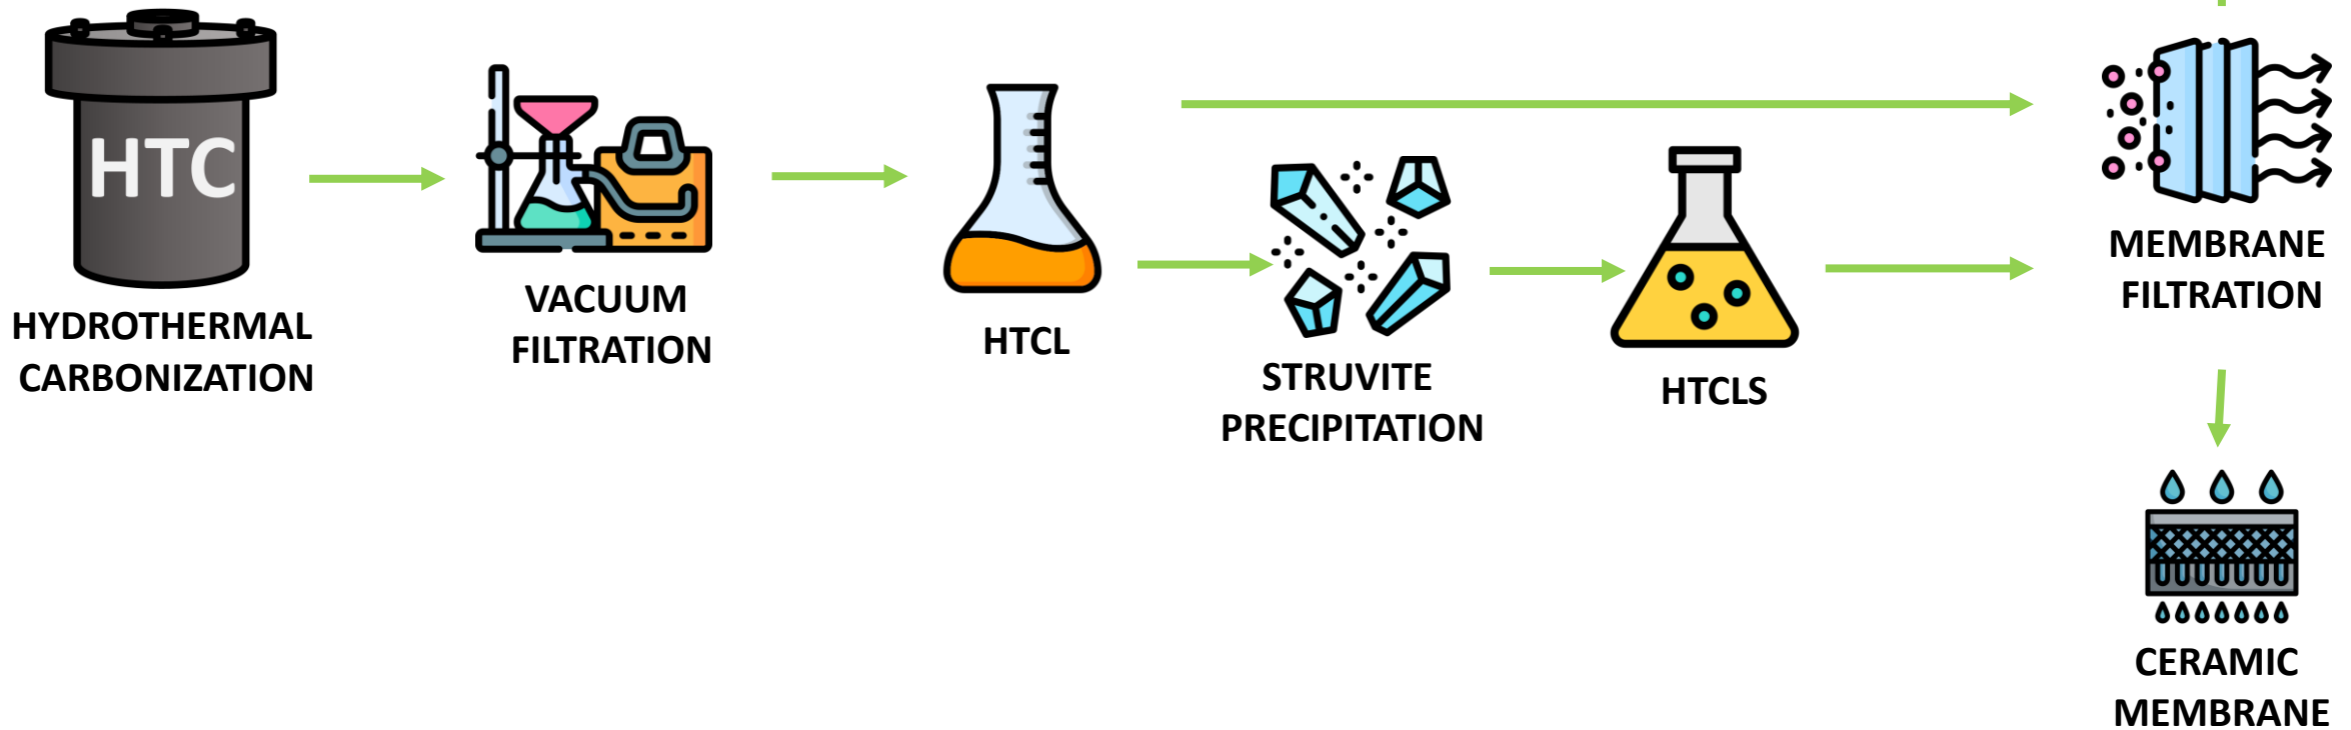 HTC
HYDROTHERMAL
CARBONIZATION
VACUUM
FILTRATION
HTCL
STRUVITE
PRECIPITATION
HTCLS
MEMBRANE
FILTRATION
CERAMIC
MEMBRANE